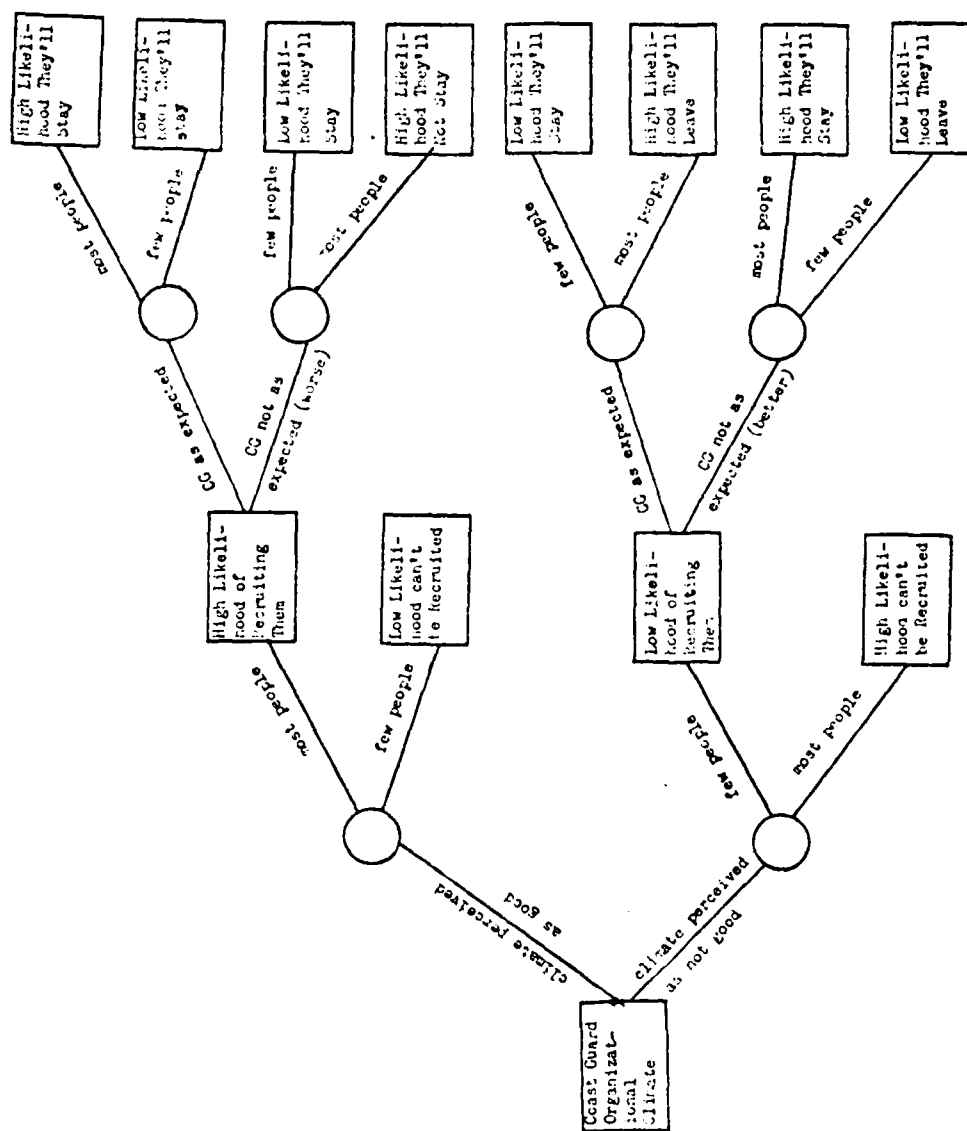 Coast Guard
Organizat-
ional
Climate
climate perceived
as good
climate perceived
as not good
most people
few people
few people
most people
High Likeli-
hood of
Recruiting
Them
Low Likeli-
hood can't
be Recruited
Low Likeli-
hood of
Recruiting
Them
High Likeli-
hood can't
be Recruited
CG as expected
CG not as
expected (worse)
CG as expected
CG not as
expected (better)
most people
few people
few people
most people
few people
most people
most people
few people
High Likeli-
hood They'll
Stay
Low Likeli-
hood They'll
Stay
Low Likeli-
hood They'll
Stay
High Likeli-
hood They'll
Not Stay
Low Likeli-
hood They'll
Stay
High Likeli-
hood They'll
Leave
High Likeli-
hood They'll
Stay
Low Likeli-
hood They'll
Leave